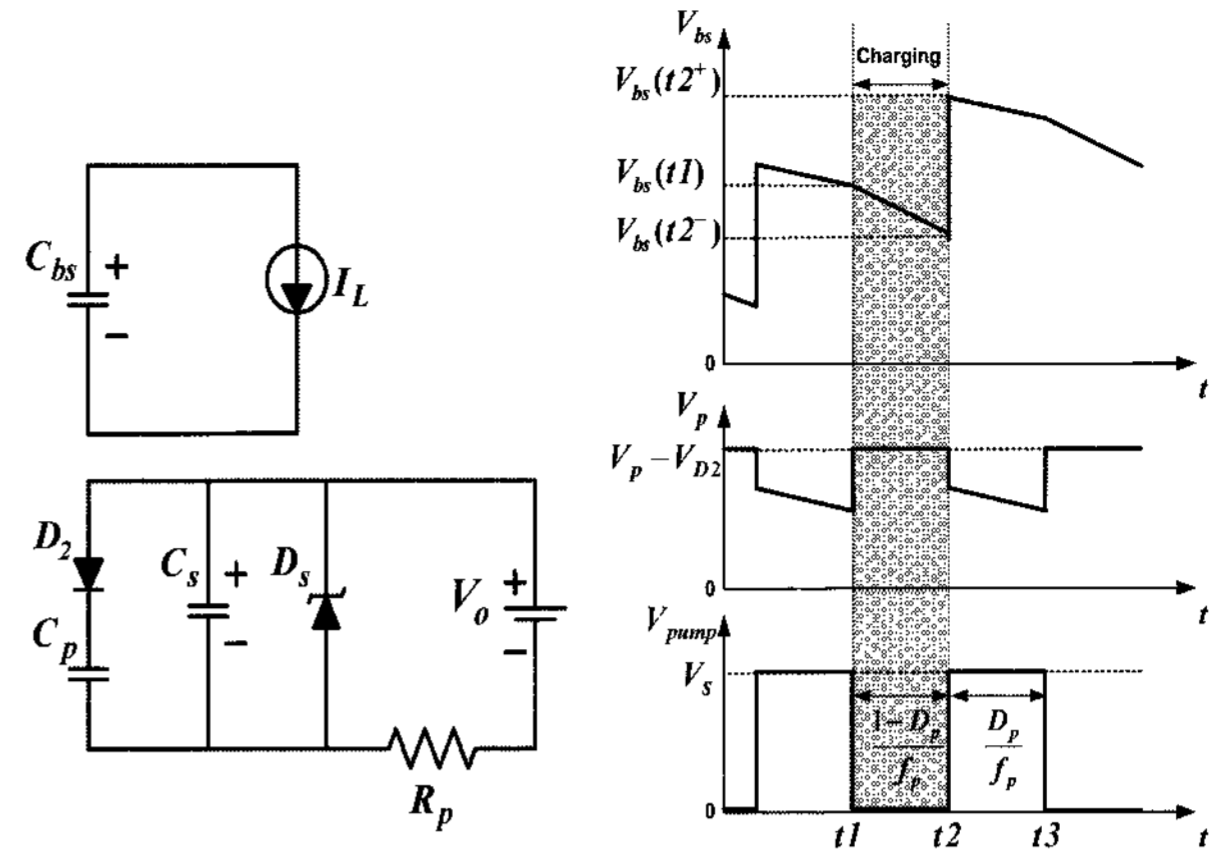 C_bs + −
I_L
D_2
C_p
C_s + −
D_s
V_o + −
R_p
V_bs
Charging
V_bs(t2⁺)
V_bs(t1)
V_bs(t2⁻)
0
t
V_p
V_p − V_D2
0
t
V_pump
V_s
1 − D_p
f_p
D_p
f_p
0
t1 t2 t3 t